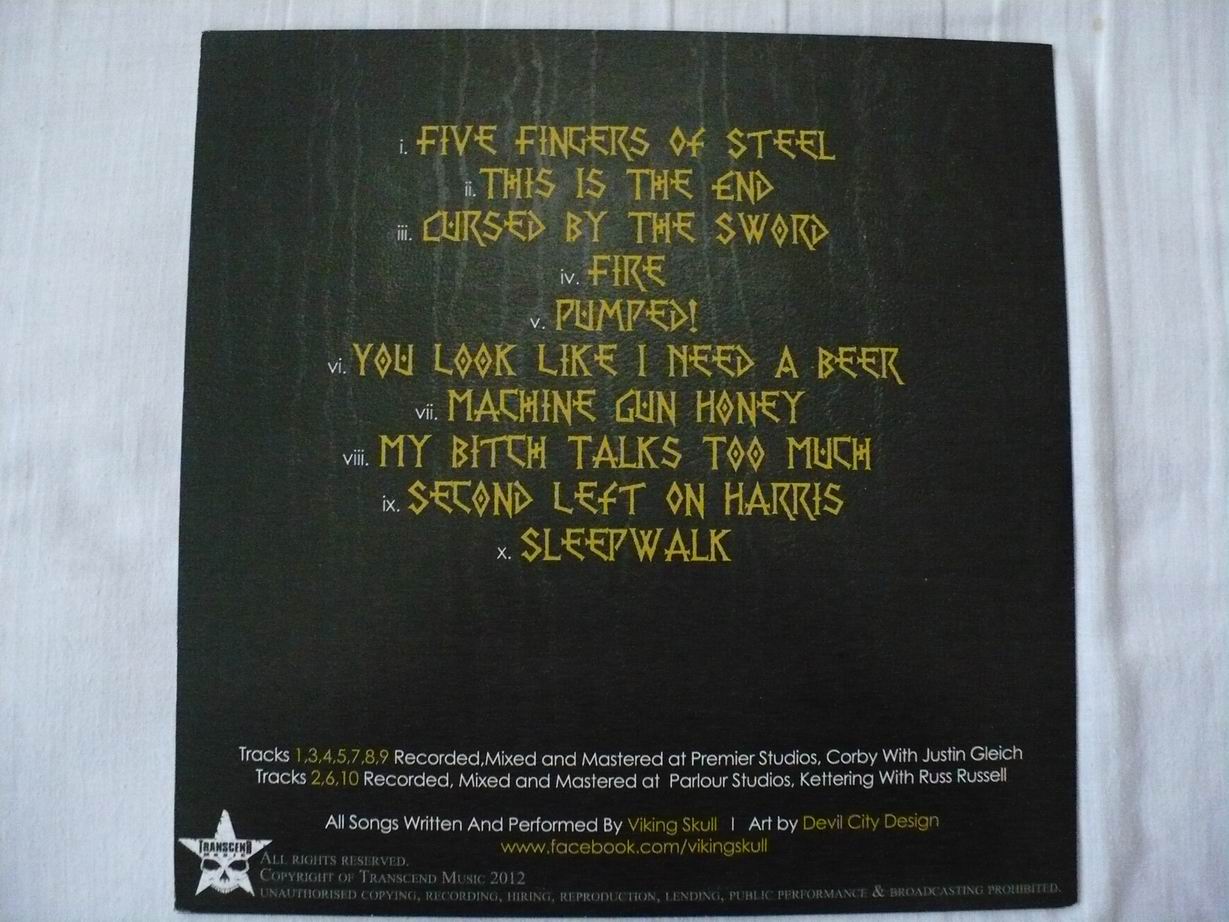 i. FIVE FINGERS OF STEEL
ii. THIS IS THE END
iii. CURSED BY THE SWORD
iv. FIRE
v. PUMPED!
vi. YOU LOOK LIKE I NEED A BEER
vii. MACHINE GUN HONEY
viii. MY BITCH TALKS TOO MUCH
ix. SECOND LEFT ON HARRIS
x. SLEEPWALK
Tracks 1,3,4,5,7,8,9 Recorded,Mixed and Mastered at Premier Studios, Corby With Justin Gleich
Tracks 2,6,10 Recorded, Mixed and Mastered at Parlour Studios, Kettering With Russ Russell
All Songs Written And Performed By Viking Skull | Art by Devil City Design
www.facebook.com/vikingskull
TRANSCEND
MUSIC
ALL RIGHTS RESERVED.
COPYRIGHT OF TRANSCEND MUSIC 2012
UNAUTHORISED COPYING, RECORDING, HIRING, REPRODUCTION, LENDING, PUBLIC PERFORMANCE & BROADCASTING PROHIBITED.